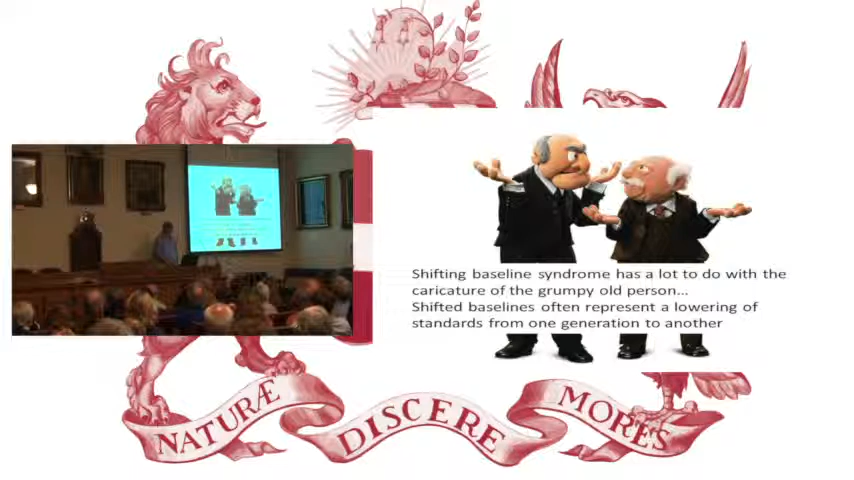 Shifting baseline syndrome has a lot to do with the
caricature of the grumpy old person...
Shifted baselines often represent a lowering of
standards from one generation to another
NATURÆ
DISCERE
MORES